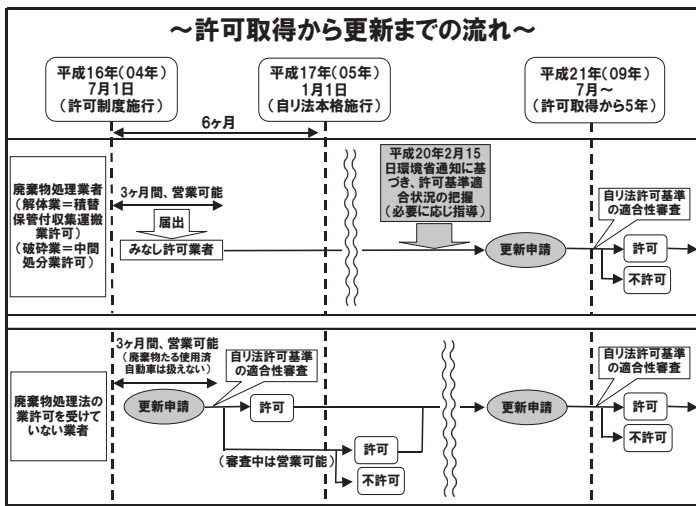 ～許可取得から更新までの流れ～
平成16年(04年)
7月1日
(許可制度施行)
平成17年(05年)
1月1日
(自リ法本格施行)
平成21年(09年)
7月～
(許可取得から5年)
6ヶ月
廃棄物処理業者
(解体業＝積替
保管付収集運搬
業許可)
(破砕業＝中間
処分業許可)
3ヶ月間、営業可能
届出
みなし許可業者
平成20年2月15
日環境省通知に基
づき、許可基準適
合状況の把握
(必要に応じ指導)
更新申請
自リ法許可基準
の適合性審査
許可
不許可
廃棄物処理法の
業許可を受けて
いない業者
3ヶ月間、営業可能
(廃棄物たる使用済
自動車は扱えない)
更新申請
自リ法許可基準
の適合性審査
許可
(審査中は営業可能)
許可
不許可
更新申請
自リ法許可基準
の適合性審査
許可
不許可